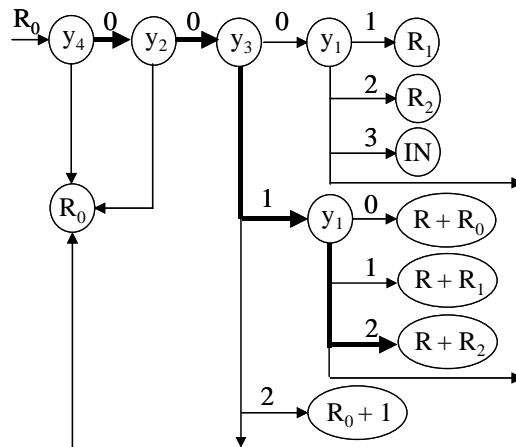 R₀ y₄ 0 y₂ 0 y₃ 0 y₁ 1 R₁
2 R₂
3 IN
R₀ 1 y₁ 0 R + R₀
1 R + R₁
2 R + R₂
2 R₀ + 1